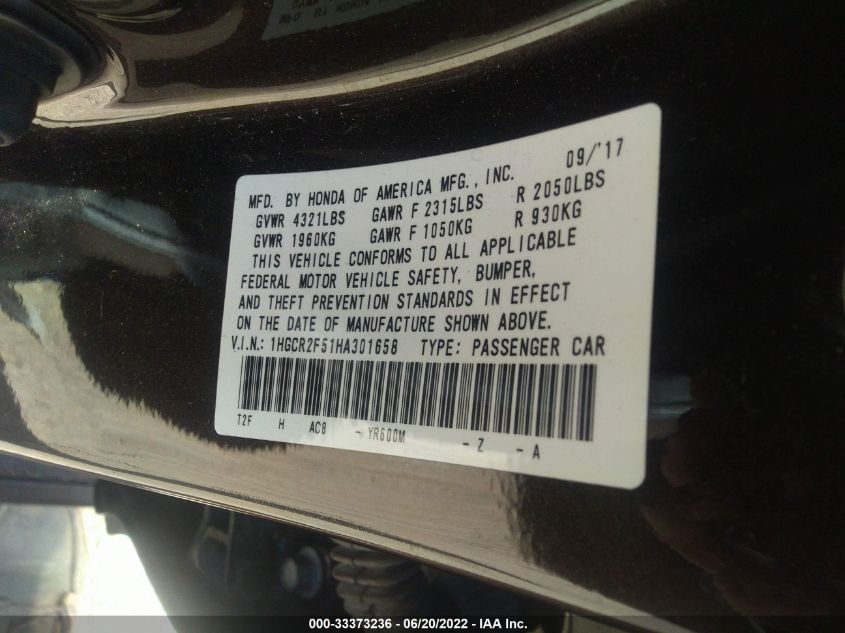 MFD. BY HONDA OF AMERICA MFG., INC. 09/'17
GVWR 4321LBS GAWR F 2315LBS R 2050LBS
GVWR 1960KG GAWR F 1050KG R 930KG
THIS VEHICLE CONFORMS TO ALL APPLICABLE
FEDERAL MOTOR VEHICLE SAFETY, BUMPER,
AND THEFT PREVENTION STANDARDS IN EFFECT
ON THE DATE OF MANUFACTURE SHOWN ABOVE.
V.I.N.: 1HGCR2F51HA301658 TYPE: PASSENGER CAR
T2F H AC8 - YR600M - Z - A
000-33373236 - 06/20/2022 - IAA Inc.